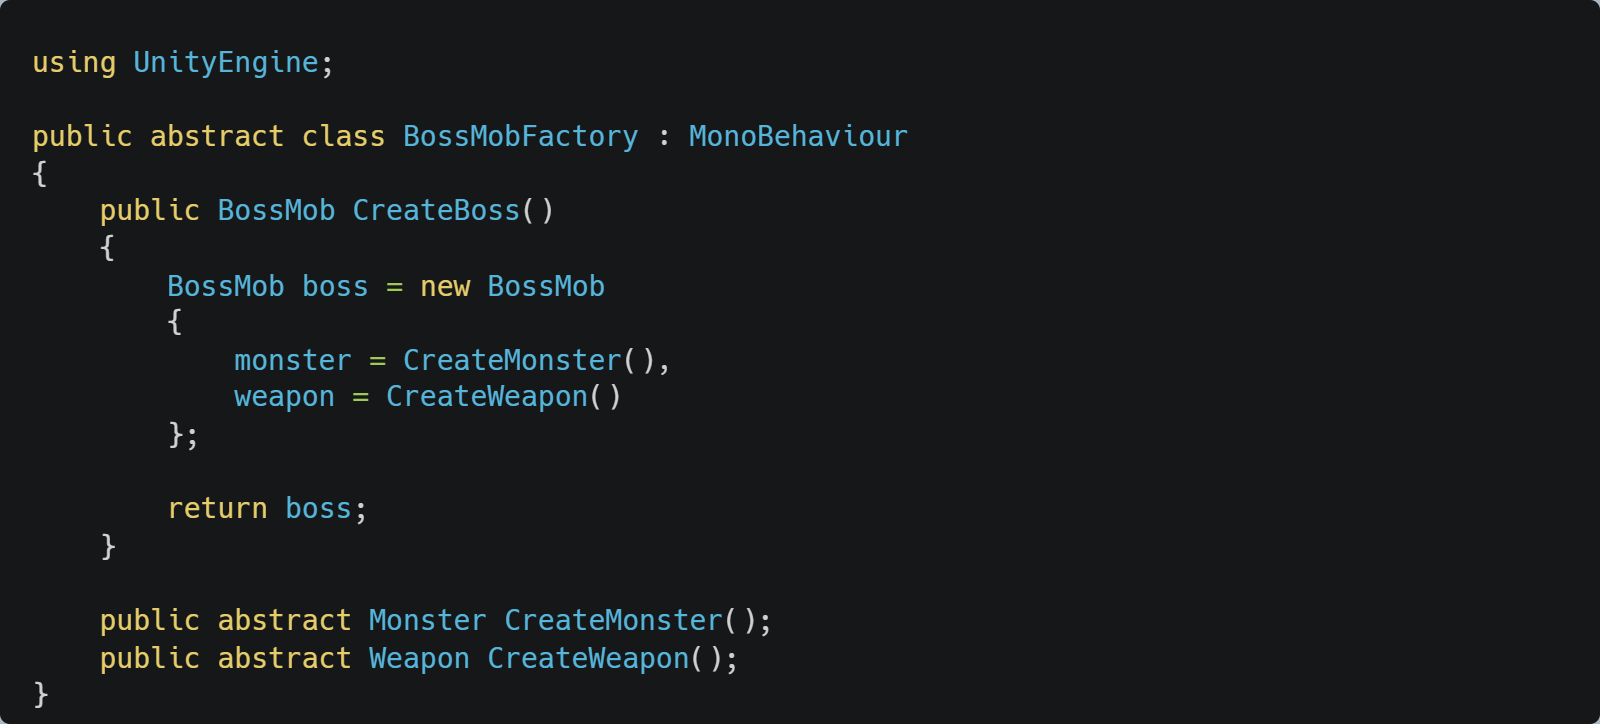 using UnityEngine;
public abstract class BossMobFactory : MonoBehaviour
{
    public BossMob CreateBoss()
    {
        BossMob boss = new BossMob
        {
            monster = CreateMonster(),
            weapon = CreateWeapon()
        };
        return boss;
    }
    public abstract Monster CreateMonster();
    public abstract Weapon CreateWeapon();
}